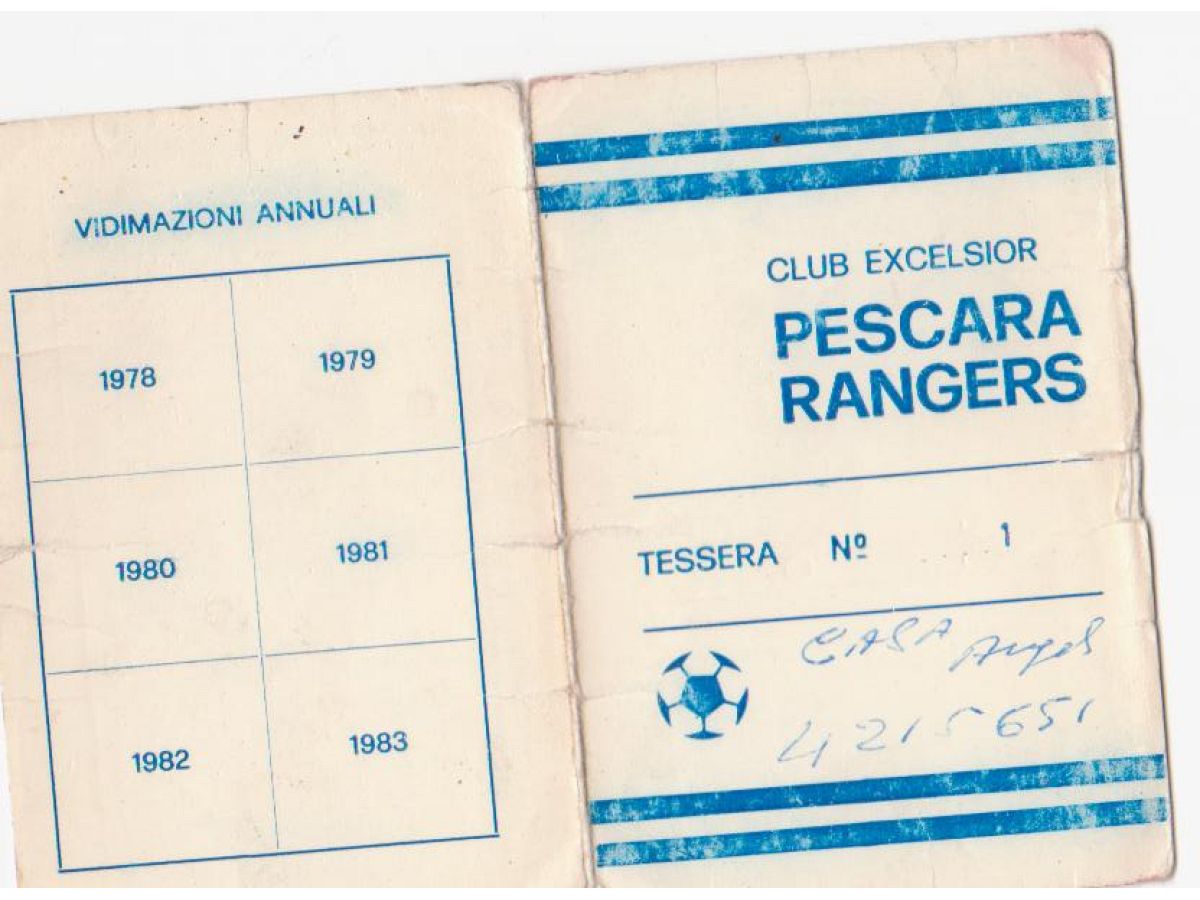 VIDIMAZIONI ANNUALI
1978 1979
1980 1981
1982 1983
CLUB EXCELSIOR
PESCARA
RANGERS
TESSERA Nº 1
CASA
4215651